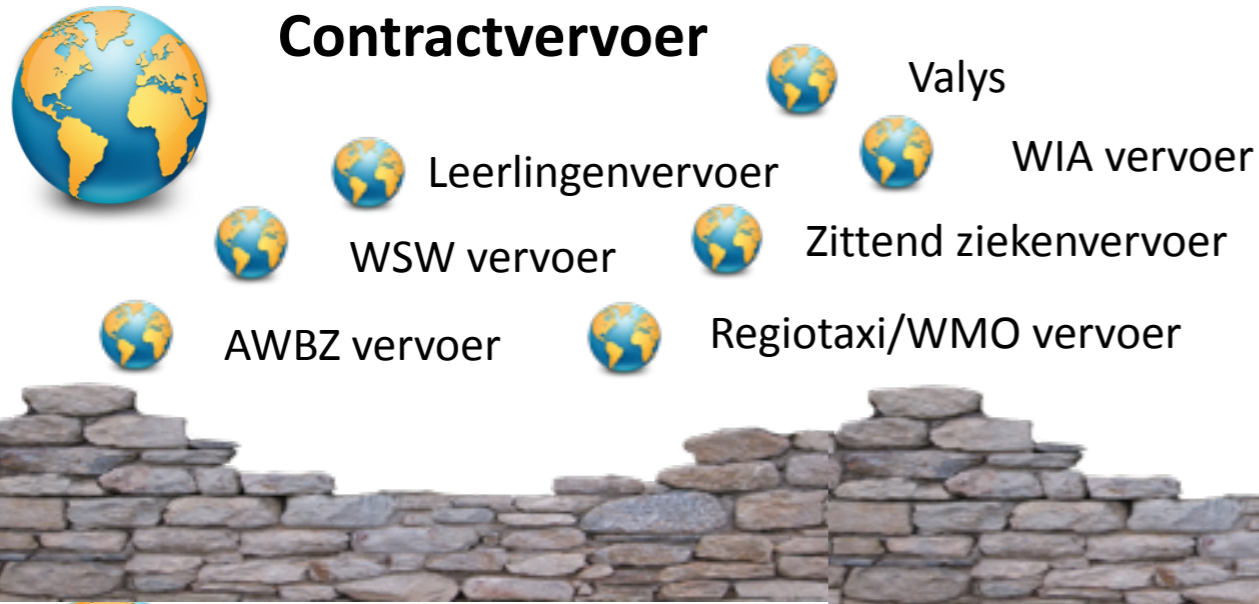 Contractvervoer
Valys
WIA vervoer
Leerlingenvervoer
Zittend ziekenvervoer
WSW vervoer
Regiotaxi/WMO vervoer
AWBZ vervoer